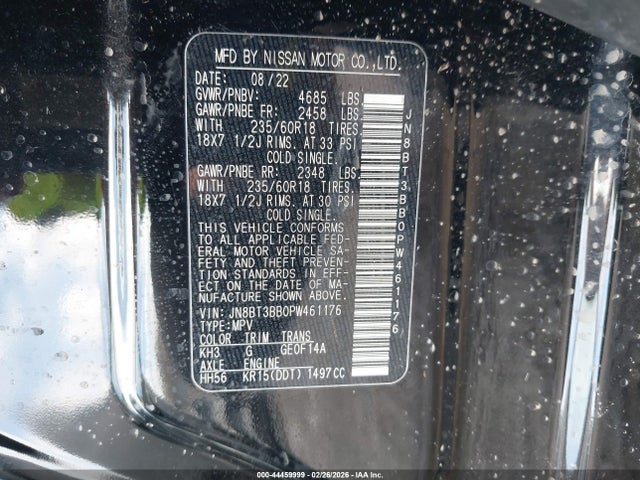 MFD BY NISSAN MOTOR CO.,LTD.
DATE: 08/22
GVWR/PNBV: 4685 LBS.
GAWR/PNBE FR: 2458 LBS.
WITH 235/60R18 TIRES.
18X7 1/2J RIMS. AT 33 PSI
COLD SINGLE.
GAWR/PNBE RR: 2348 LBS.
WITH 235/60R18 TIRES.
18X7 1/2J RIMS. AT 30 PSI
COLD SINGLE.
THIS VEHICLE CONFORMS
TO ALL APPLICABLE FED-
ERAL MOTOR VEHICLE SA-
FETY AND THEFT PREVEN-
TION STANDARDS IN EFF-
ECT ON THE DATE OF MA-
NUFACTURE SHOWN ABOVE.
VIN: JN8BT3BB0PW461176
TYPE:MPV
COLOR TRIM TRANS
KH3 G GE0F14A
AXLE ENGINE
HH56 KR15(DDT) 1497CC
JN8BT3BB0PW461176
000-44459999 - 02/26/2026 - IAA Inc.